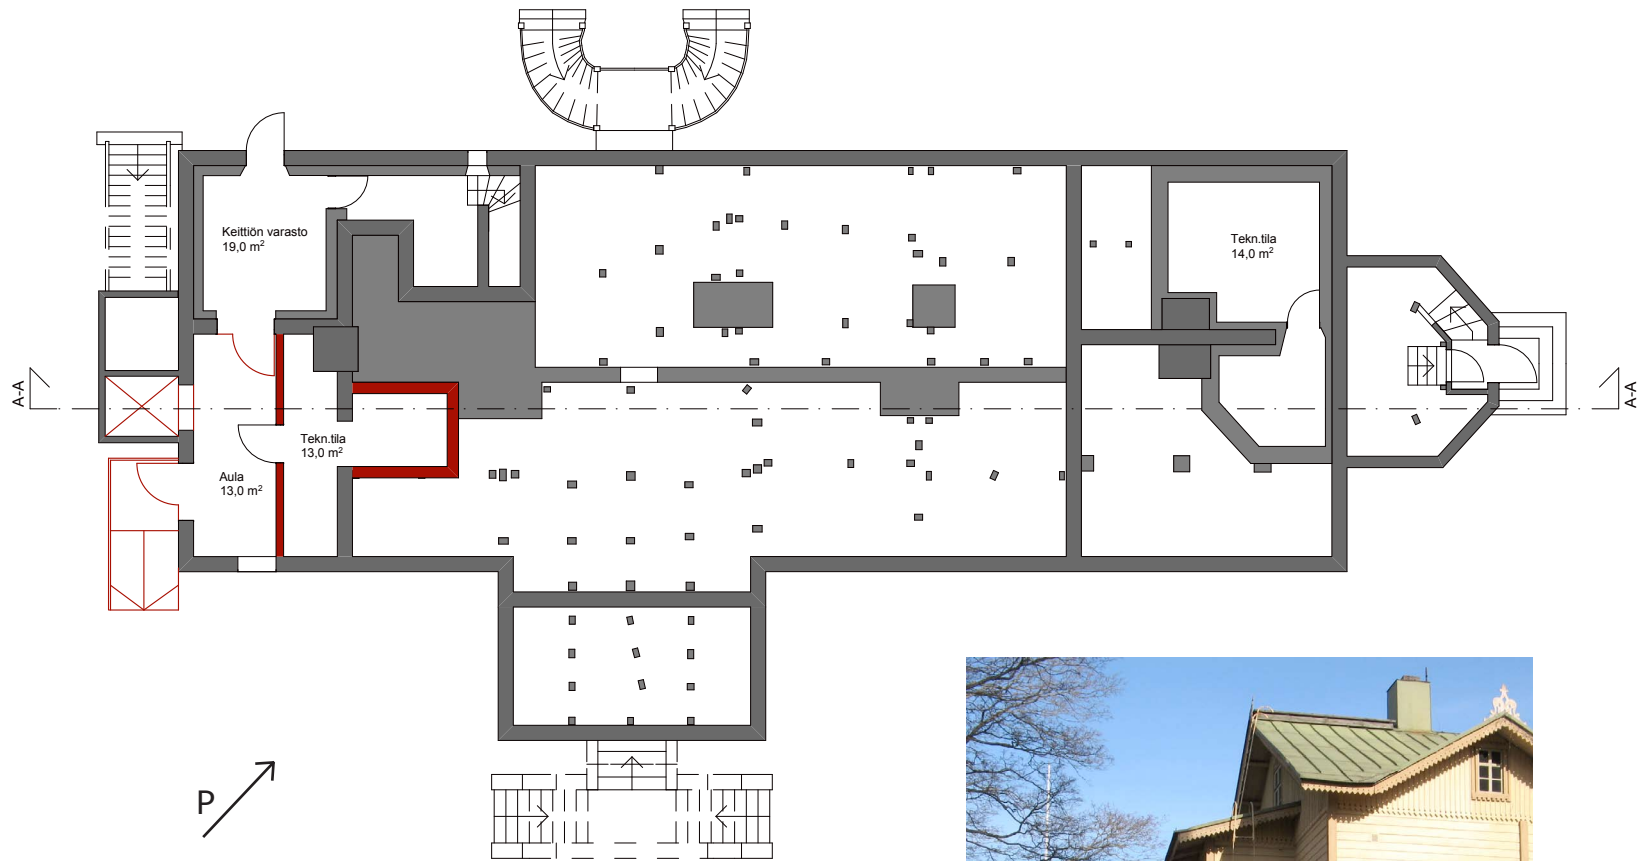 Keittiön varasto
19,0 m²
Tekn.tila
14,0 m²
A-A
A-A
Tekn.tila
13,0 m²
Aula
13,0 m²
P